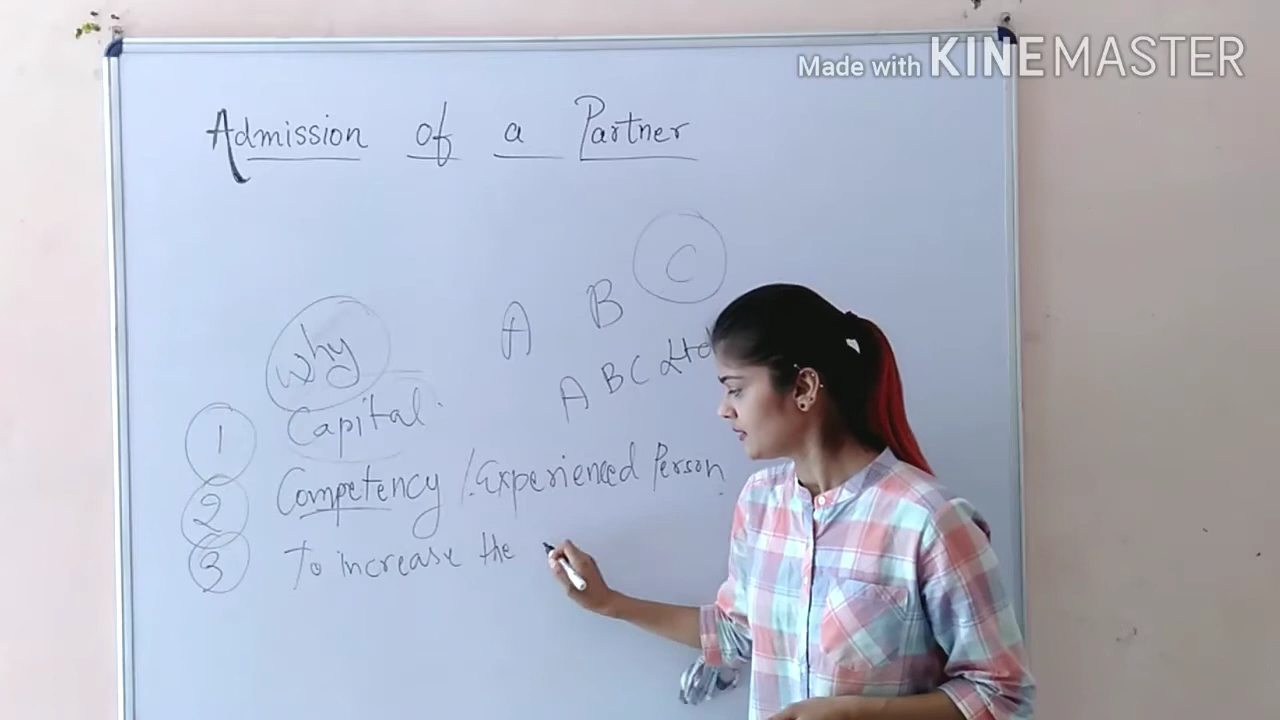 Made with KINEMASTER
Admission of a Partner
A B C
Why
A B C Ltd
1 Capital.
2 Competency / Experienced Person.
3 To increase the